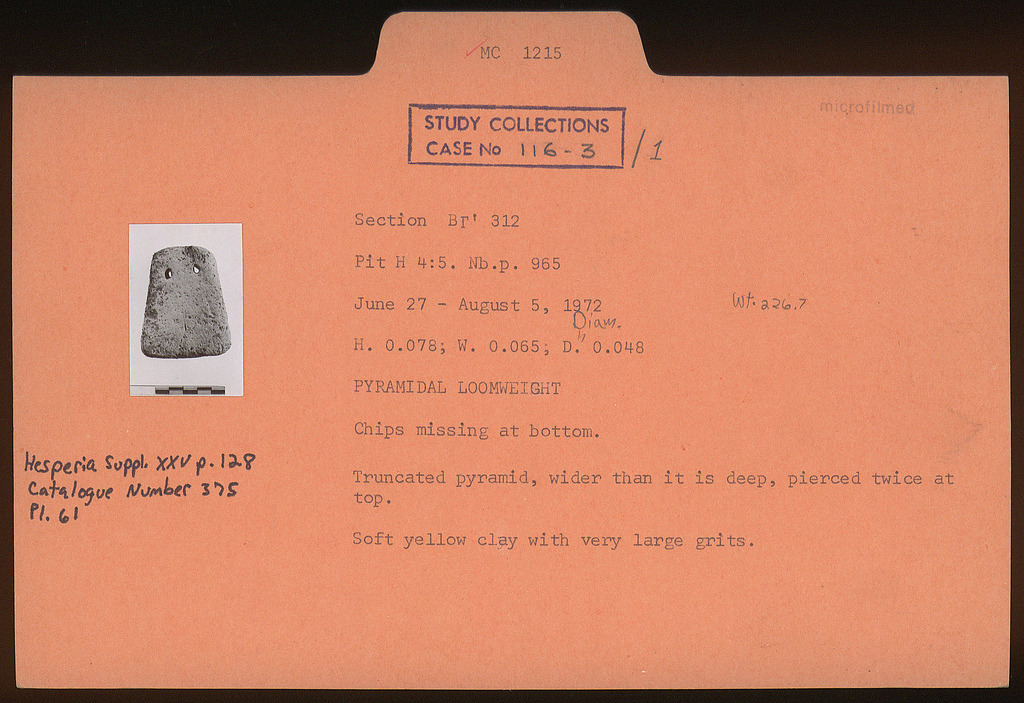 MC 1215
microfilmed
STUDY COLLECTIONS
CASE No 116-3 /1
Section ΒΓ' 312
Pit H 4:5. Nb.p. 965
June 27 - August 5, 1972
Wt. 226.7
Diam.
H. 0.078; W. 0.065; D. 0.048
PYRAMIDAL LOOMWEIGHT
Chips missing at bottom.
Hesperia Suppl. XXV p. 128
Catalogue Number 375
Pl. 61
Truncated pyramid, wider than it is deep, pierced twice at
top.
Soft yellow clay with very large grits.